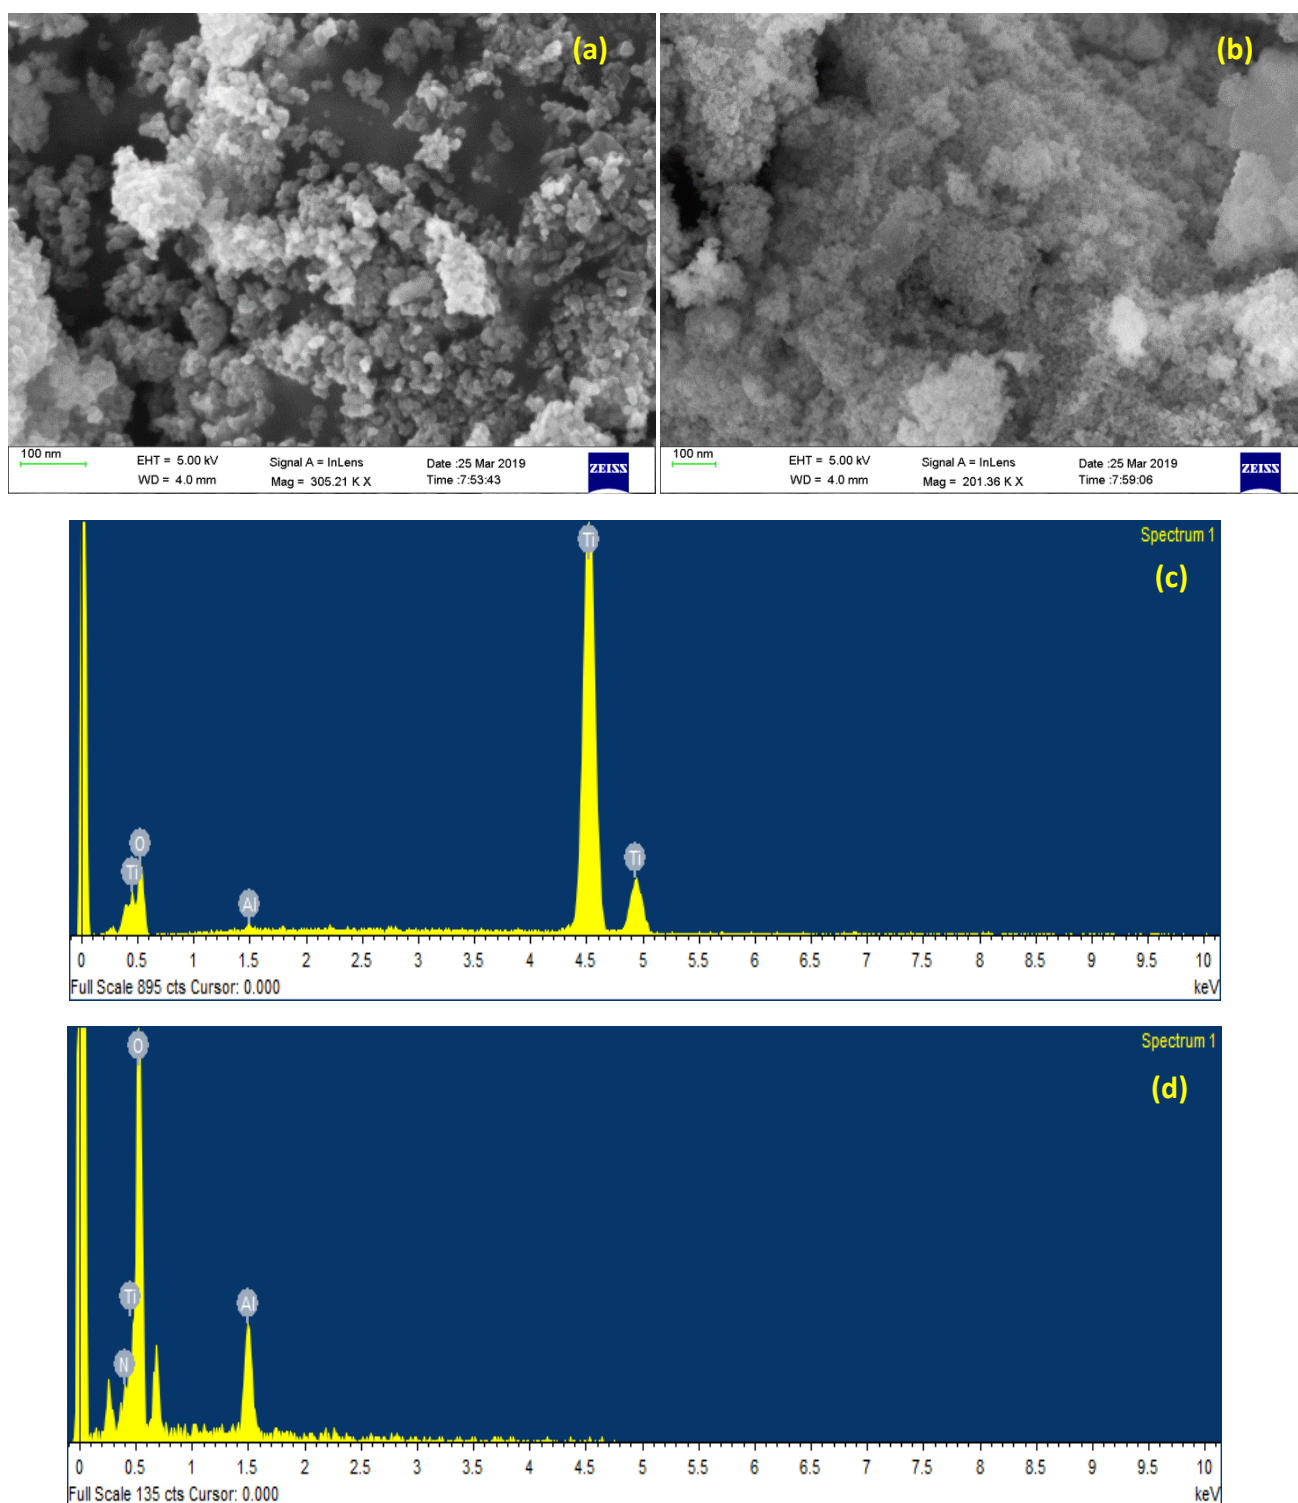 (a)
(b)
100 nm
EHT = 5.00 kV
Signal A = InLens
Date :25 Mar 2019
ZEISS
WD = 4.0 mm
Mag = 305.21 K X
Time :7:53:43
100 nm
EHT = 5.00 kV
Signal A = InLens
Date :25 Mar 2019
ZEISS
WD = 4.0 mm
Mag = 201.36 K X
Time :7:59:06
Spectrum 1
(c)
Ti
O
Ti
Al
Ti
0 0.5 1 1.5 2 2.5 3 3.5 4 4.5 5 5.5 6 6.5 7 7.5 8 8.5 9 9.5 10
Full Scale 895 cts Cursor: 0.000
keV
Spectrum 1
(d)
O
Ti
Al
N
0 0.5 1 1.5 2 2.5 3 3.5 4 4.5 5 5.5 6 6.5 7 7.5 8 8.5 9 9.5 10
Full Scale 135 cts Cursor: 0.000
keV